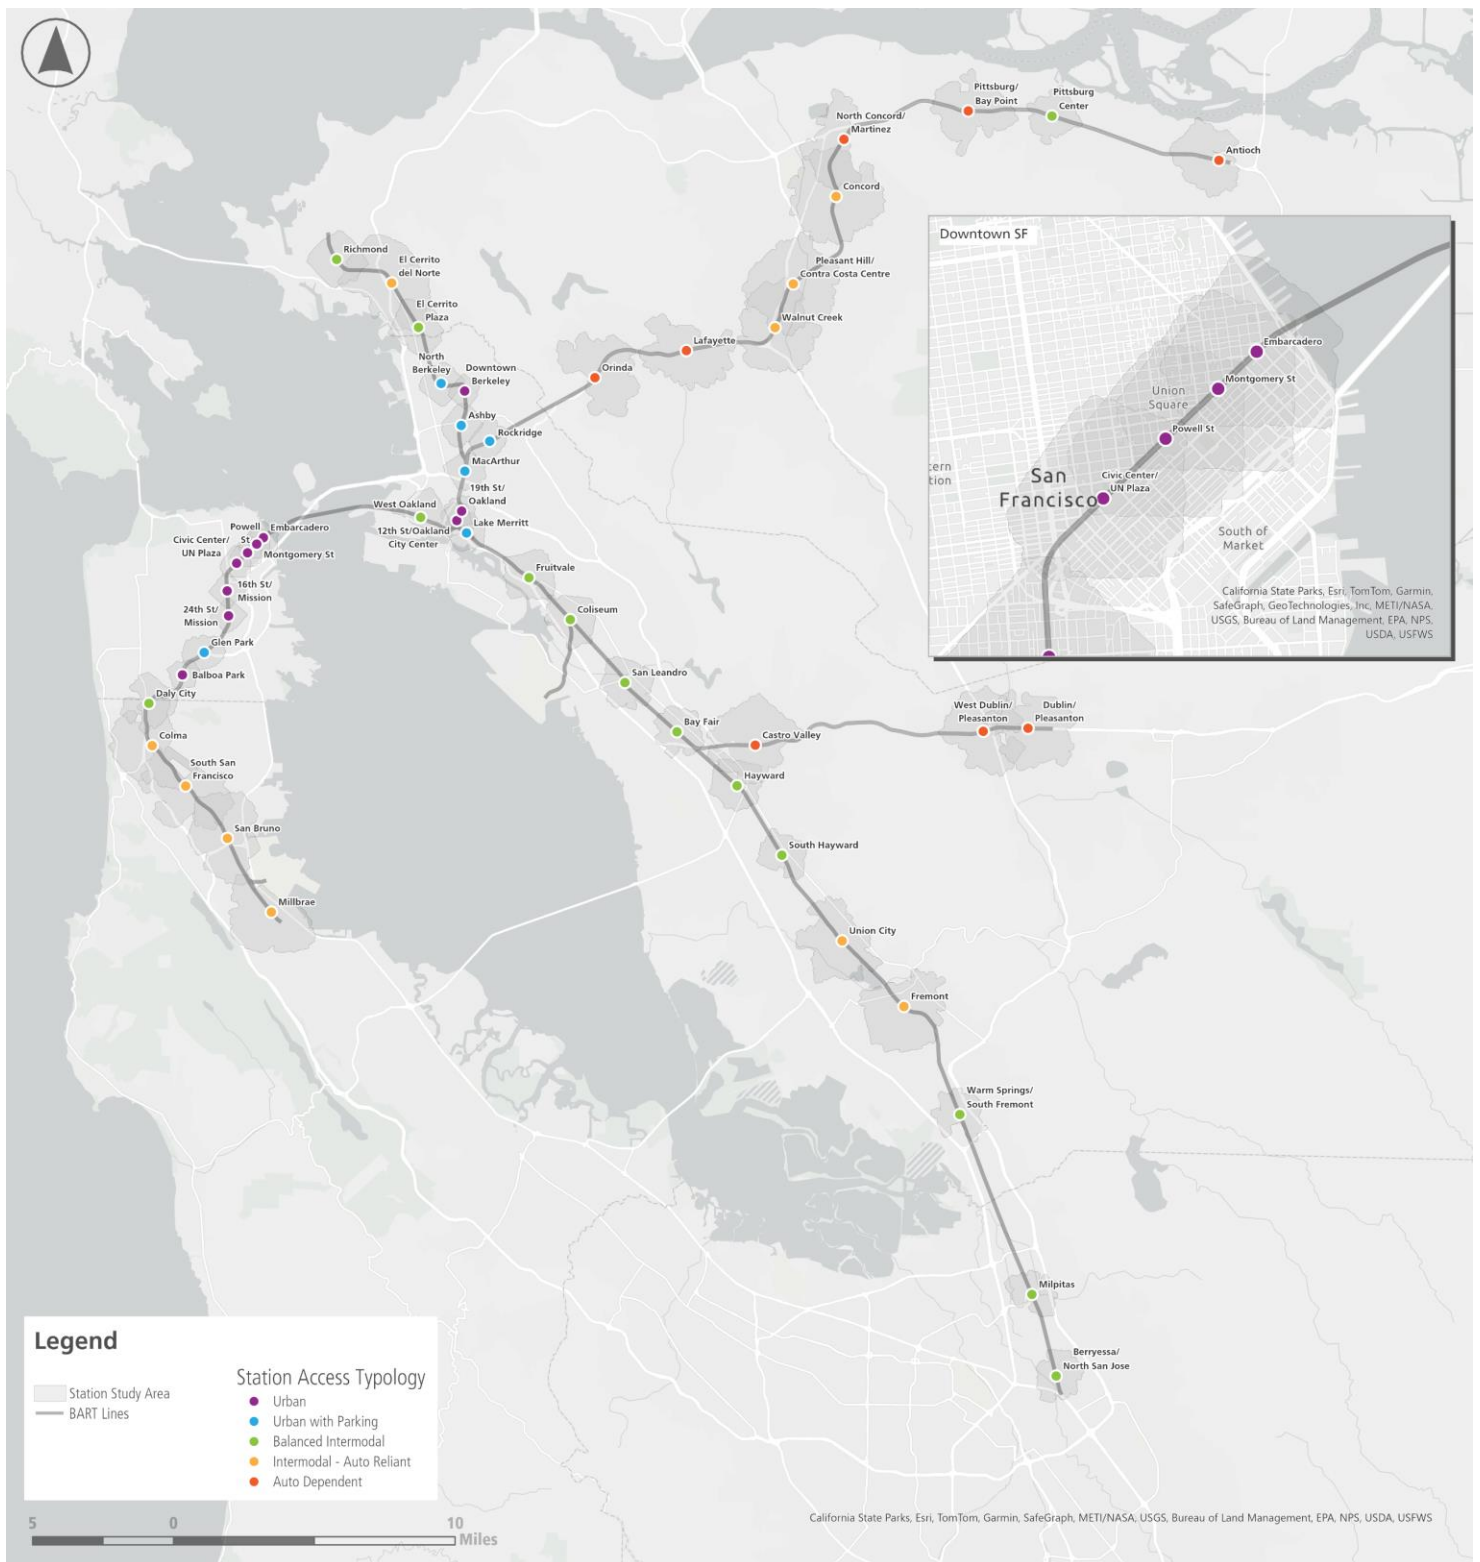 Pittsburg/
Bay Point
Pittsburg
Center
North Concord/
Martinez
Antioch
Concord
Richmond
El Cerrito
del Norte
Pleasant Hill/
Contra Costa Centre
El Cerrito
Plaza
Walnut Creek
Lafayette
North
Berkeley
Downtown
Berkeley
Orinda
Ashby
Rockridge
MacArthur
19th St/
Oakland
West Oakland
12th St/Oakland
City Center
Lake Merritt
Powell
St
Embarcadero
Civic Center/
UN Plaza
Montgomery St
16th St/
Mission
24th St/
Mission
Glen Park
Balboa Park
Daly City
Colma
South San
Francisco
San Bruno
Millbrae
Fruitvale
Coliseum
San Leandro
Bay Fair
Castro Valley
West Dublin/
Pleasanton
Dublin/
Pleasanton
Hayward
South Hayward
Union City
Fremont
Warm Springs/
South Fremont
Milpitas
Berryessa/
North San Jose
Downtown SF
Embarcadero
Montgomery St
Union
Square
Powell St
Civic Center/
UN Plaza
San
Francisco
tern
tion
South of
Market
California State Parks, Esri, TomTom, Garmin,
SafeGraph, GeoTechnologies, Inc, METI/NASA,
USGS, Bureau of Land Management, EPA, NPS,
USDA, USFWS
Legend
Station Study Area
BART Lines
Station Access Typology
Urban
Urban with Parking
Balanced Intermodal
Intermodal - Auto Reliant
Auto Dependent
5 0 10
Miles
California State Parks, Esri, TomTom, Garmin, SafeGraph, METI/NASA, USGS, Bureau of Land Management, EPA, NPS, USDA, USFWS